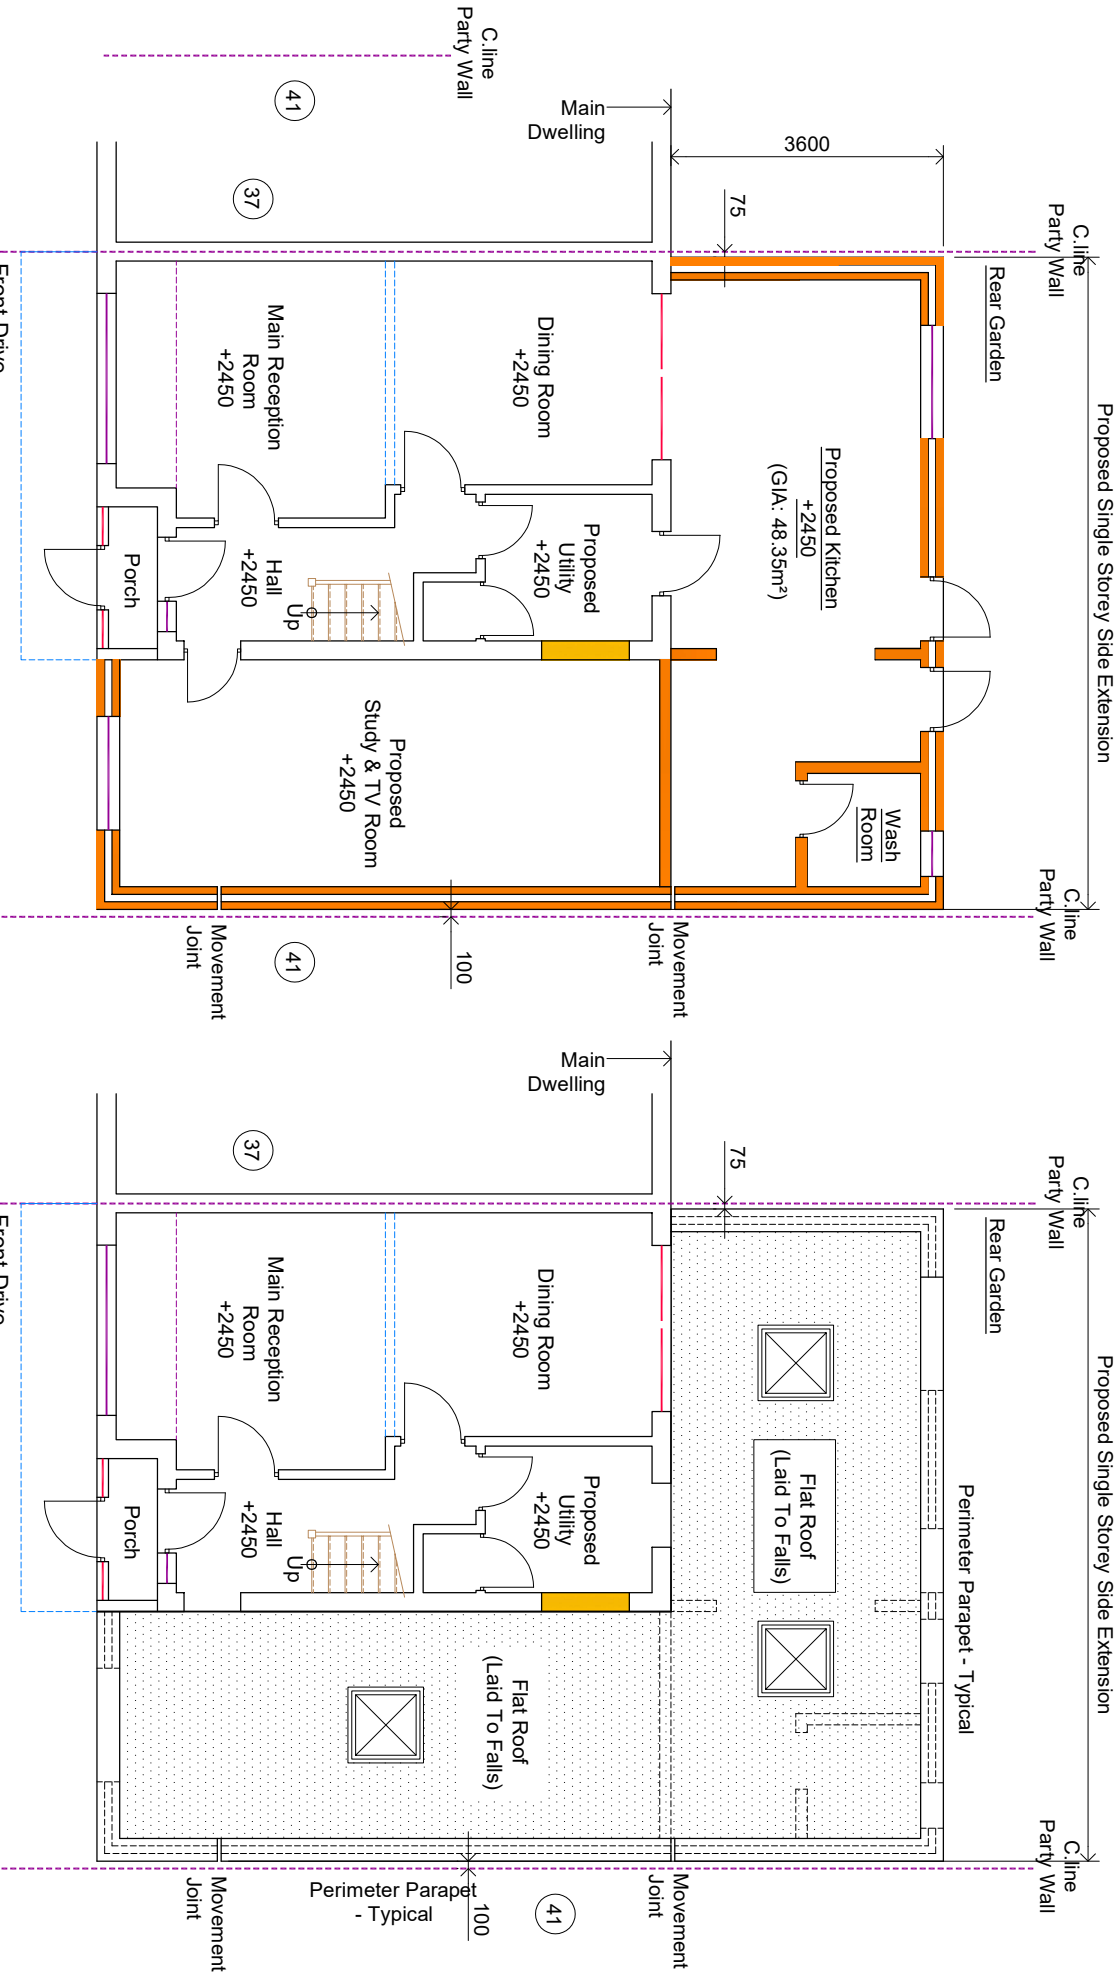 C.line
Party Wall
41
37
Main
Dwelling
3600
75
C.line
Party Wall
Rear Garden
Proposed Single Storey Side Extension
Main Reception
Room
+2450
Dining Room
+2450
Proposed Kitchen
+2450
(GIA: 48.35m²)
Proposed
Utility
+2450
Porch
Hall
+2450
Up
Proposed
Study & TV Room
+2450
Wash
Room
C.line
Party Wall
Movement
Joint
41
100
Movement
Joint
Front Drive
Main
Dwelling
37
75
C.line
Party Wall
Rear Garden
Proposed Single Storey Side Extension
Main Reception
Room
+2450
Dining Room
+2450
Flat Roof
(Laid To Falls)
Perimeter Parapet - Typical
Proposed
Utility
+2450
Porch
Hall
+2450
Up
Flat Roof
(Laid To Falls)
C.line
Party Wall
Movement
Joint
Perimeter Parapet
- Typical
100
41
Movement
Joint
Front Drive